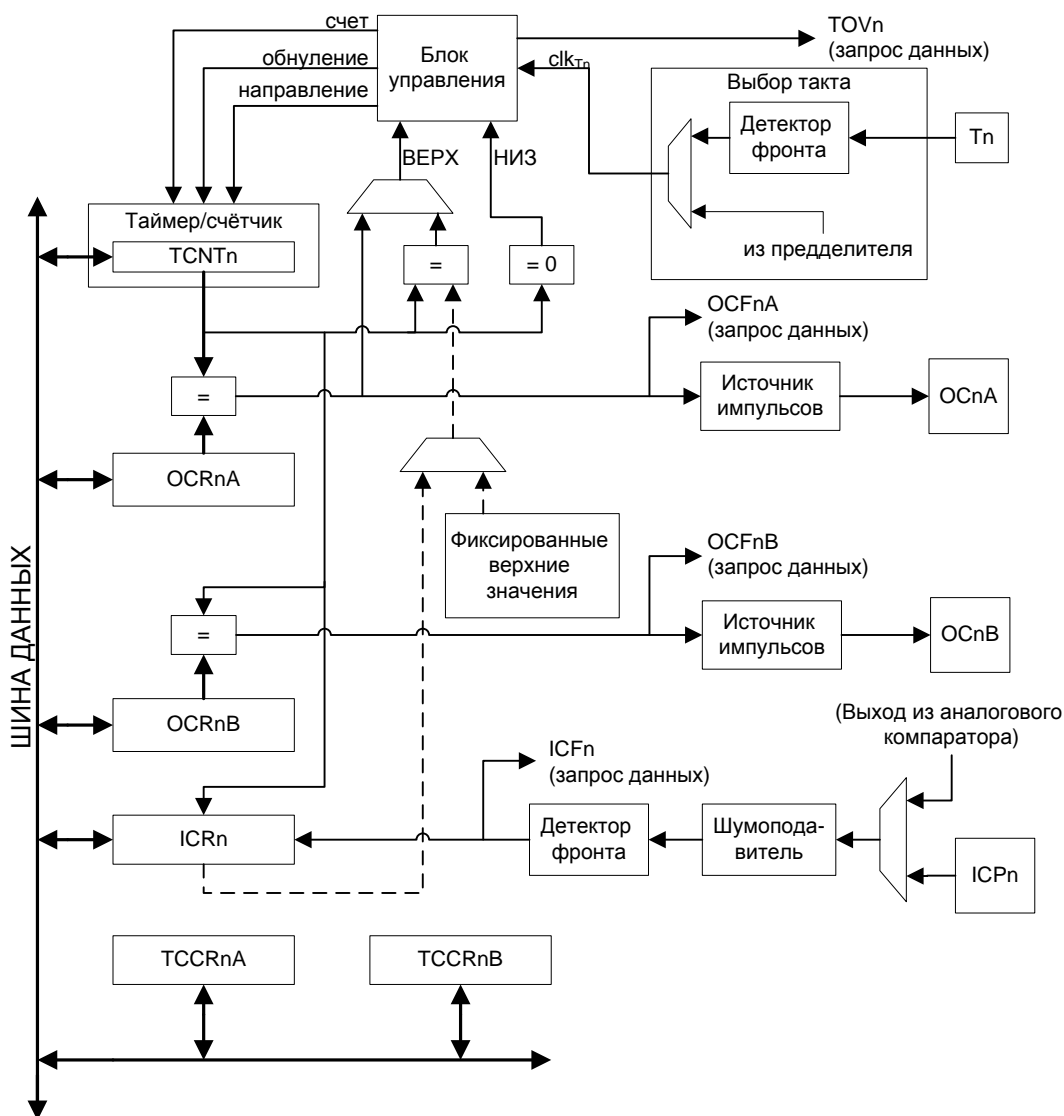 счет
обнуление
направление
Блок
управления
TOVn
(запрос данных)
clkTn
Выбор такта
Детектор
фронта
Tn
из предделителя
ВЕРХ
НИЗ
Таймер/счётчик
TCNTn
=
= 0
OCFnA
(запрос данных)
=
Источник
импульсов
OCnA
OCRnA
Фиксированные
верхние
значения
OCFnB
(запрос данных)
=
Источник
импульсов
OCnB
OCRnB
ШИНА ДАННЫХ
(Выход из аналогового
компаратора)
ICFn
(запрос данных)
ICRn
Детектор
фронта
Шумопода-
витель
ICPn
TCCRnA
TCCRnB